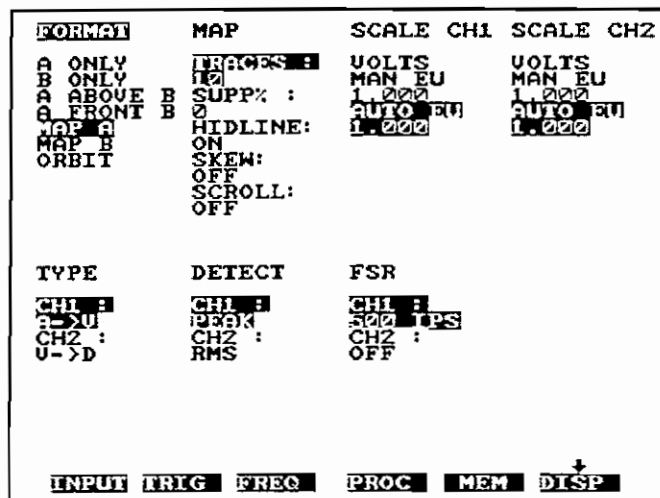 FORMAT MAP SCALE CH1 SCALE CH2
A ONLY TRACES : VOLTS VOLTS
B ONLY 10 MAN EU MAN EU
A ABOVE B SUPP% : 1.000 1.000
A FRONT B 0 AUTO EU AUTO EU
MAP A HIDLINE: 1.000 1.000
MAP B ON
ORBIT SKEW:
OFF
SCROLL:
OFF
TYPE DETECT FSR
CH1 : CH1 : CH1 :
A->V PEAK 500 IPS
CH2 : CH2 : CH2 :
V->D RMS OFF
INPUT TRIG FREQ PROC MEM DISP